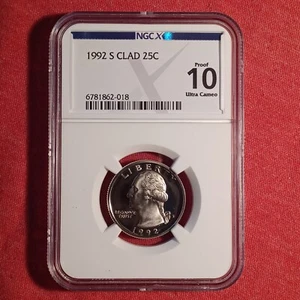 NGCX
1992 S CLAD 25C
6781862-018
Proof
10
Ultra Cameo
LIBERTY
IN GOD WE
TRUST
1992